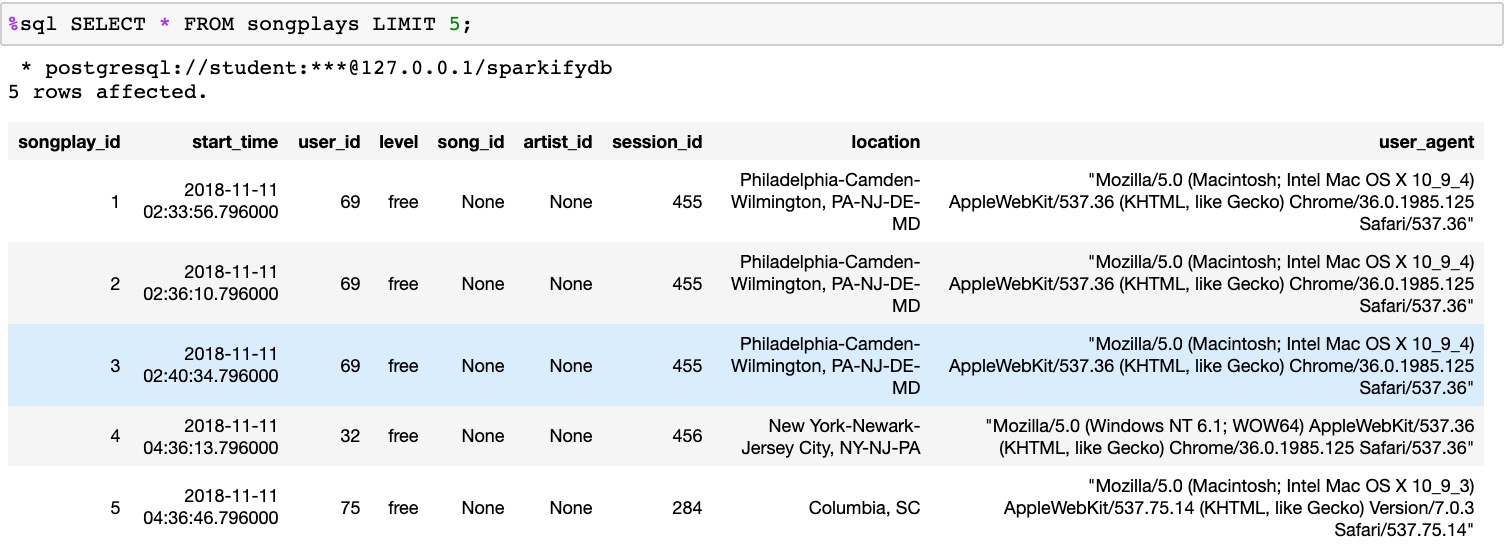 %sql SELECT * FROM songplays LIMIT 5;
* postgresql://student:***@127.0.0.1/sparkifydb
5 rows affected.
songplay_id start_time user_id level song_id artist_id session_id location user_agent
1 2018-11-11 02:33:56.796000 69 free None None 455 Philadelphia-Camden-Wilmington, PA-NJ-DE-MD "Mozilla/5.0 (Macintosh; Intel Mac OS X 10_9_4) AppleWebKit/537.36 (KHTML, like Gecko) Chrome/36.0.1985.125 Safari/537.36"
2 2018-11-11 02:36:10.796000 69 free None None 455 Philadelphia-Camden-Wilmington, PA-NJ-DE-MD "Mozilla/5.0 (Macintosh; Intel Mac OS X 10_9_4) AppleWebKit/537.36 (KHTML, like Gecko) Chrome/36.0.1985.125 Safari/537.36"
3 2018-11-11 02:40:34.796000 69 free None None 455 Philadelphia-Camden-Wilmington, PA-NJ-DE-MD "Mozilla/5.0 (Macintosh; Intel Mac OS X 10_9_4) AppleWebKit/537.36 (KHTML, like Gecko) Chrome/36.0.1985.125 Safari/537.36"
4 2018-11-11 04:36:13.796000 32 free None None 456 New York-Newark-Jersey City, NY-NJ-PA "Mozilla/5.0 (Windows NT 6.1; WOW64) AppleWebKit/537.36 (KHTML, like Gecko) Chrome/36.0.1985.125 Safari/537.36"
5 2018-11-11 04:36:46.796000 75 free None None 284 Columbia, SC "Mozilla/5.0 (Macintosh; Intel Mac OS X 10_9_3) AppleWebKit/537.75.14 (KHTML, like Gecko) Version/7.0.3 Safari/537.75.14"